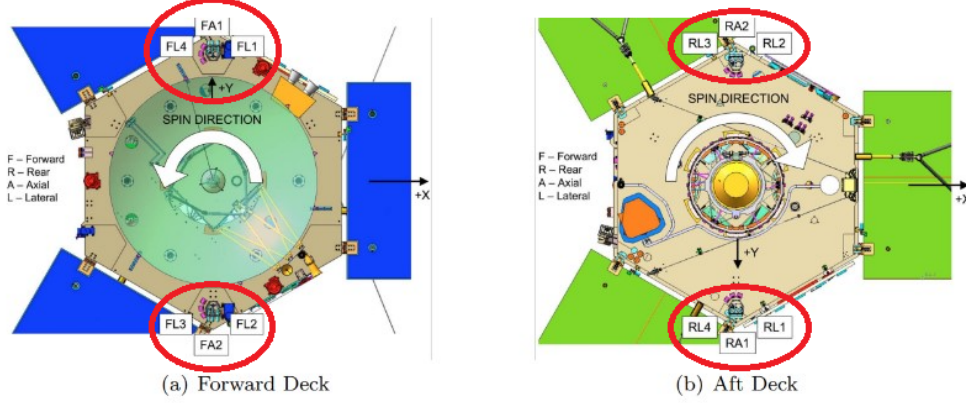 FA1
FL4 FL1
+Y
SPIN DIRECTION
F – Forward
R – Rear
A – Axial
L – Lateral
+X
FL3 FL2
FA2
(a) Forward Deck
RA2
RL3 RL2
SPIN DIRECTION
F – Forward
R – Rear
A – Axial
L – Lateral
+X
+Y
RL4 RL1
RA1
(b) Aft Deck